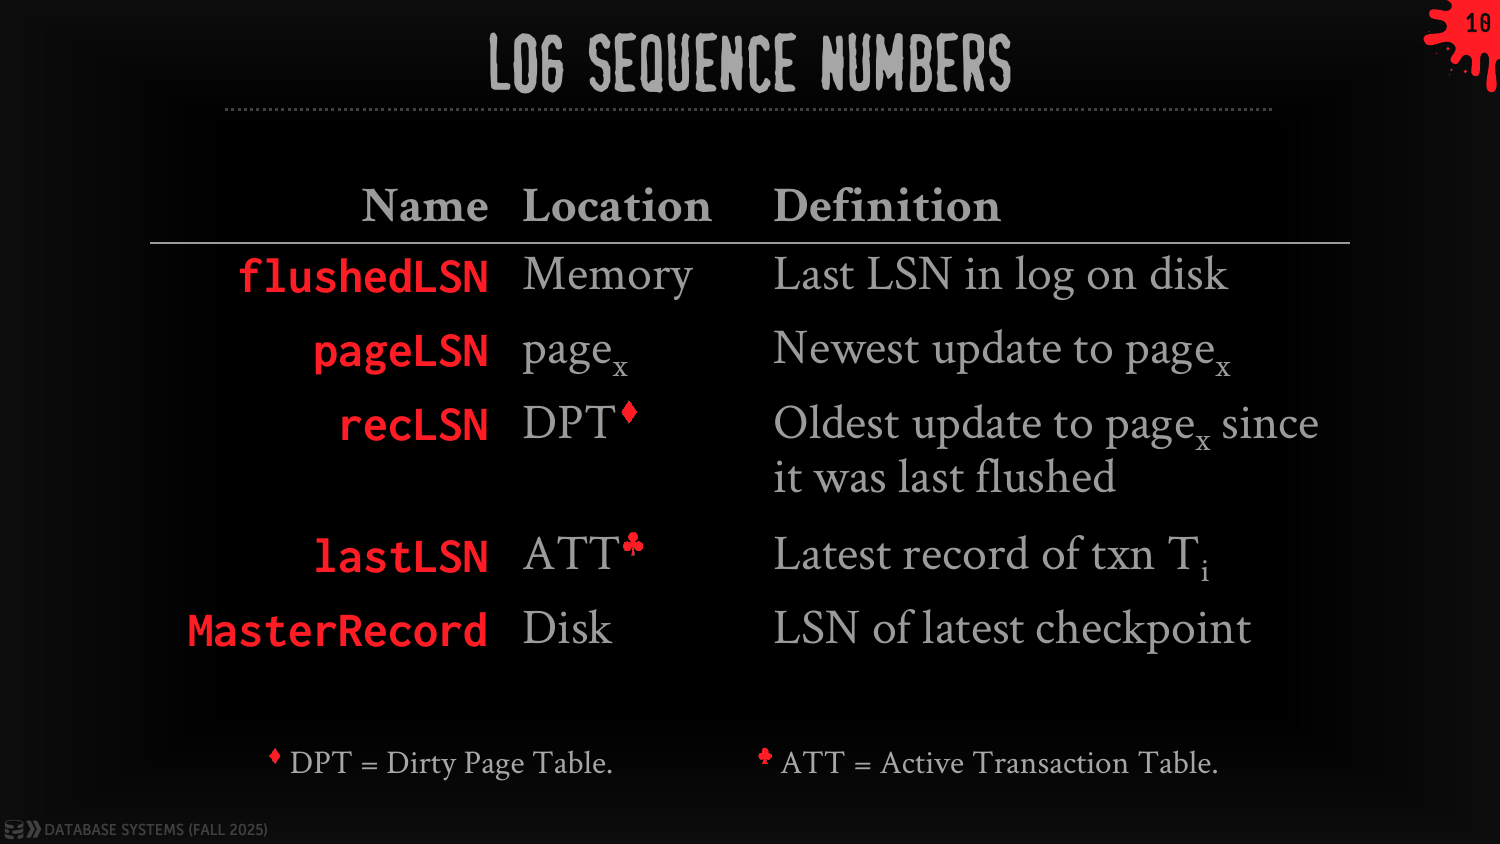 LOG SEQUENCE NUMBERS
10
Name Location Definition
flushedLSN Memory Last LSN in log on disk
pageLSN pageₓ Newest update to pageₓ
recLSN DPT♦ Oldest update to pageₓ since
it was last flushed
lastLSN ATT♣ Latest record of txn Tᵢ
MasterRecord Disk LSN of latest checkpoint
♦ DPT = Dirty Page Table. ♣ ATT = Active Transaction Table.
DATABASE SYSTEMS (FALL 2025)